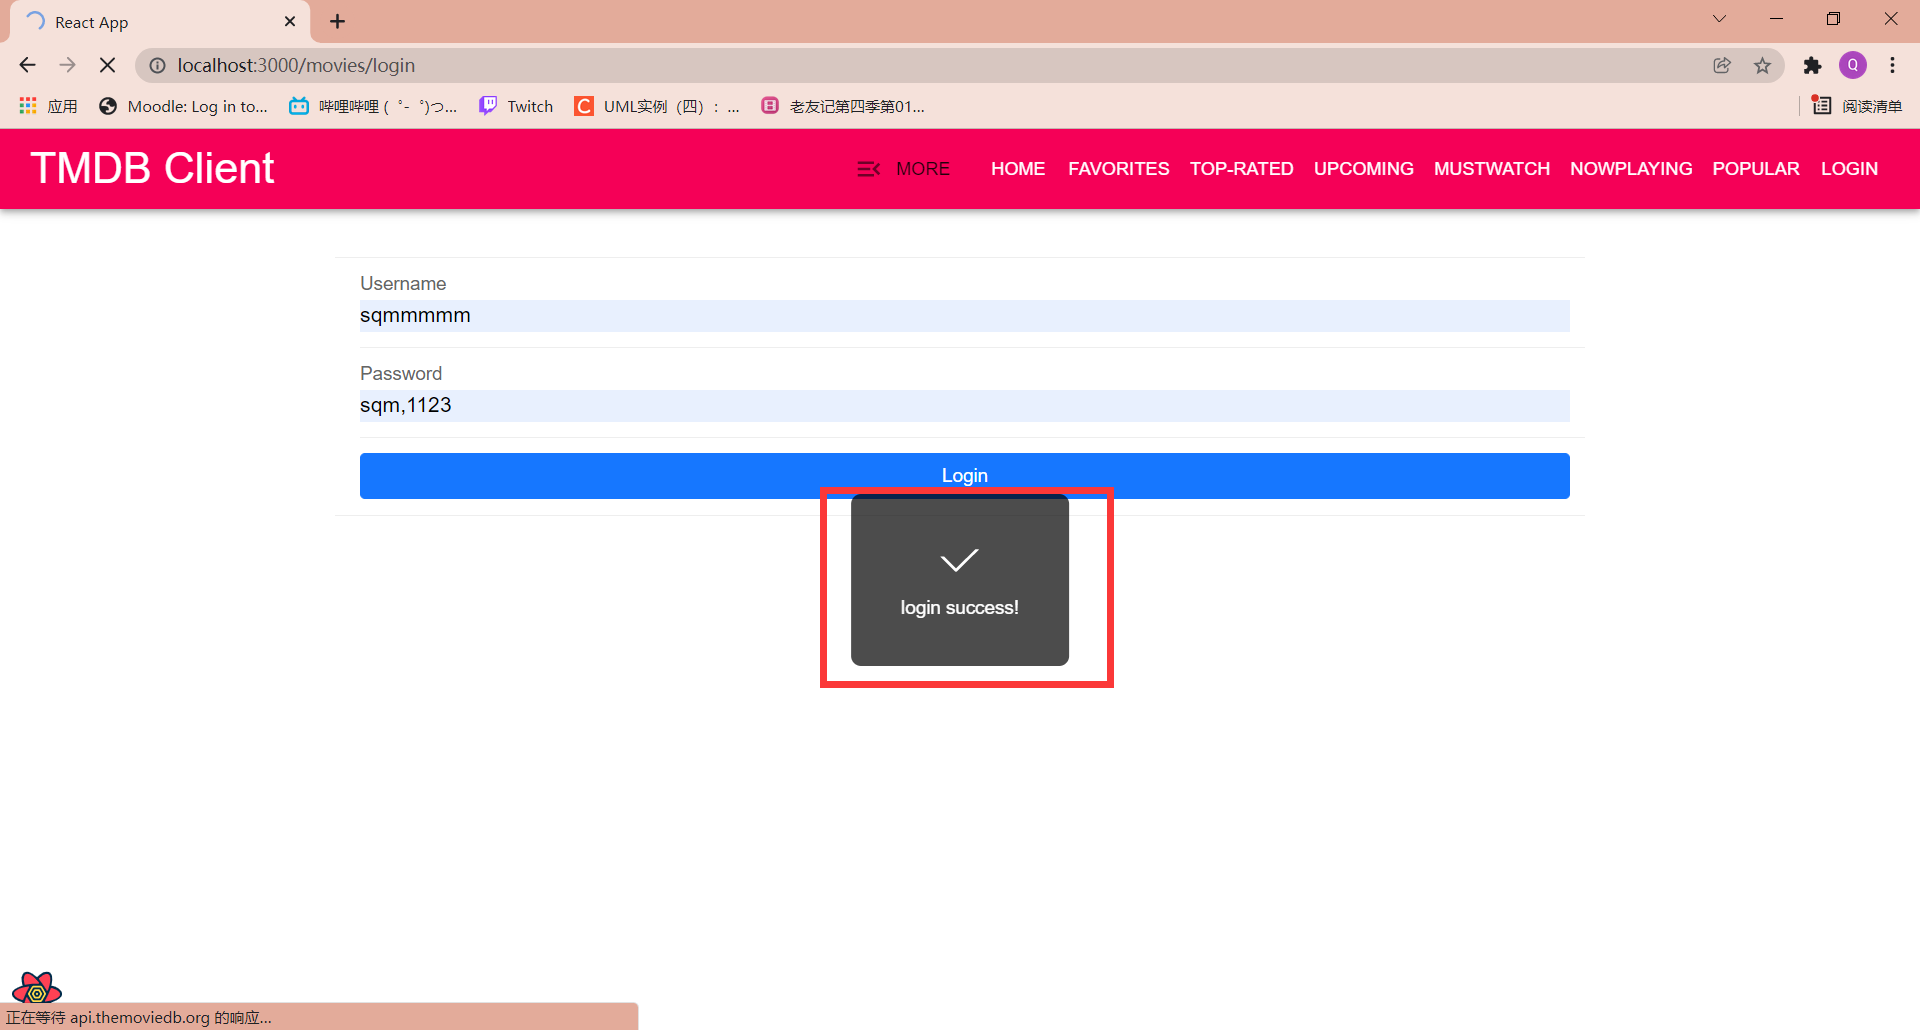 React App
localhost:3000/movies/login
Q
应用
Moodle: Log in to...
哔哩哔哩 ( ゜- ゜)つ...
Twitch
UML实例（四）：...
老友记第四季第01...
阅读清单
TMDB Client
MORE
HOME
FAVORITES
TOP-RATED
UPCOMING
MUSTWATCH
NOWPLAYING
POPULAR
LOGIN
Username
sqmmmmm
Password
sqm,1123
Login
login success!
正在等待 api.themoviedb.org 的响应...